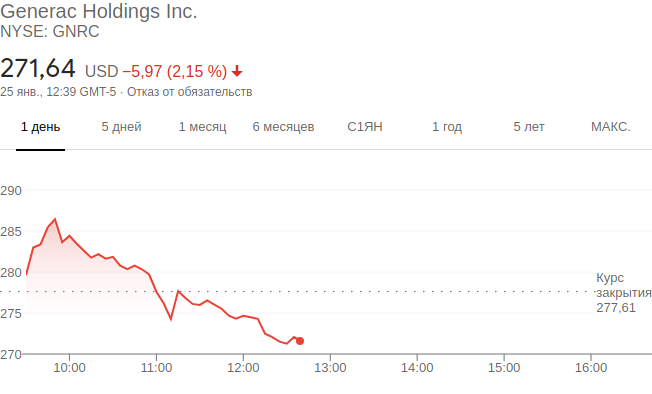 Generac Holdings Inc.
NYSE: GNRC
271,64 USD −5,97 (2,15 %)
25 янв., 12:39 GMT-5 · Отказ от обязательств
1 день 5 дней 1 месяц 6 месяцев С1ЯН 1 год 5 лет МАКС.
290
285
280
Курс
закрытия
277,61
275
270
10:00 11:00 12:00 13:00 14:00 15:00 16:00